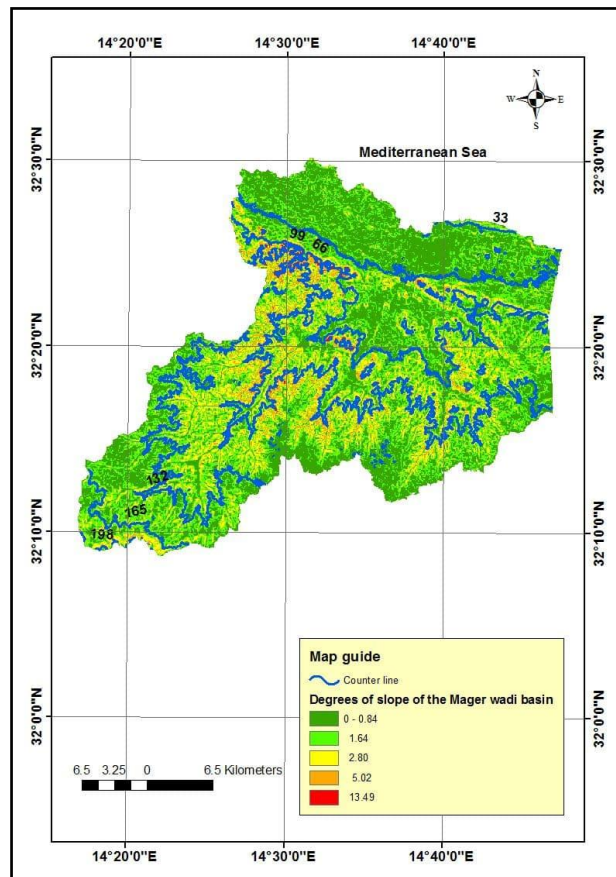 14°20'0"E 14°30'0"E 14°40'0"E
N
W E
S
32°30'0"N Mediterranean Sea 32°30'0"N
33
99 66
32°20'0"N 32°20'0"N
132
165
198
32°10'0"N 32°10'0"N
Map guide
Counter line
Degrees of slope of the Mager wadi basin
0 - 0.84
1.64
2.80
5.02
13.49
32°0'0"N 32°0'0"N
6.5 3.25 0 6.5 Kilometers
14°20'0"E 14°30'0"E 14°40'0"E